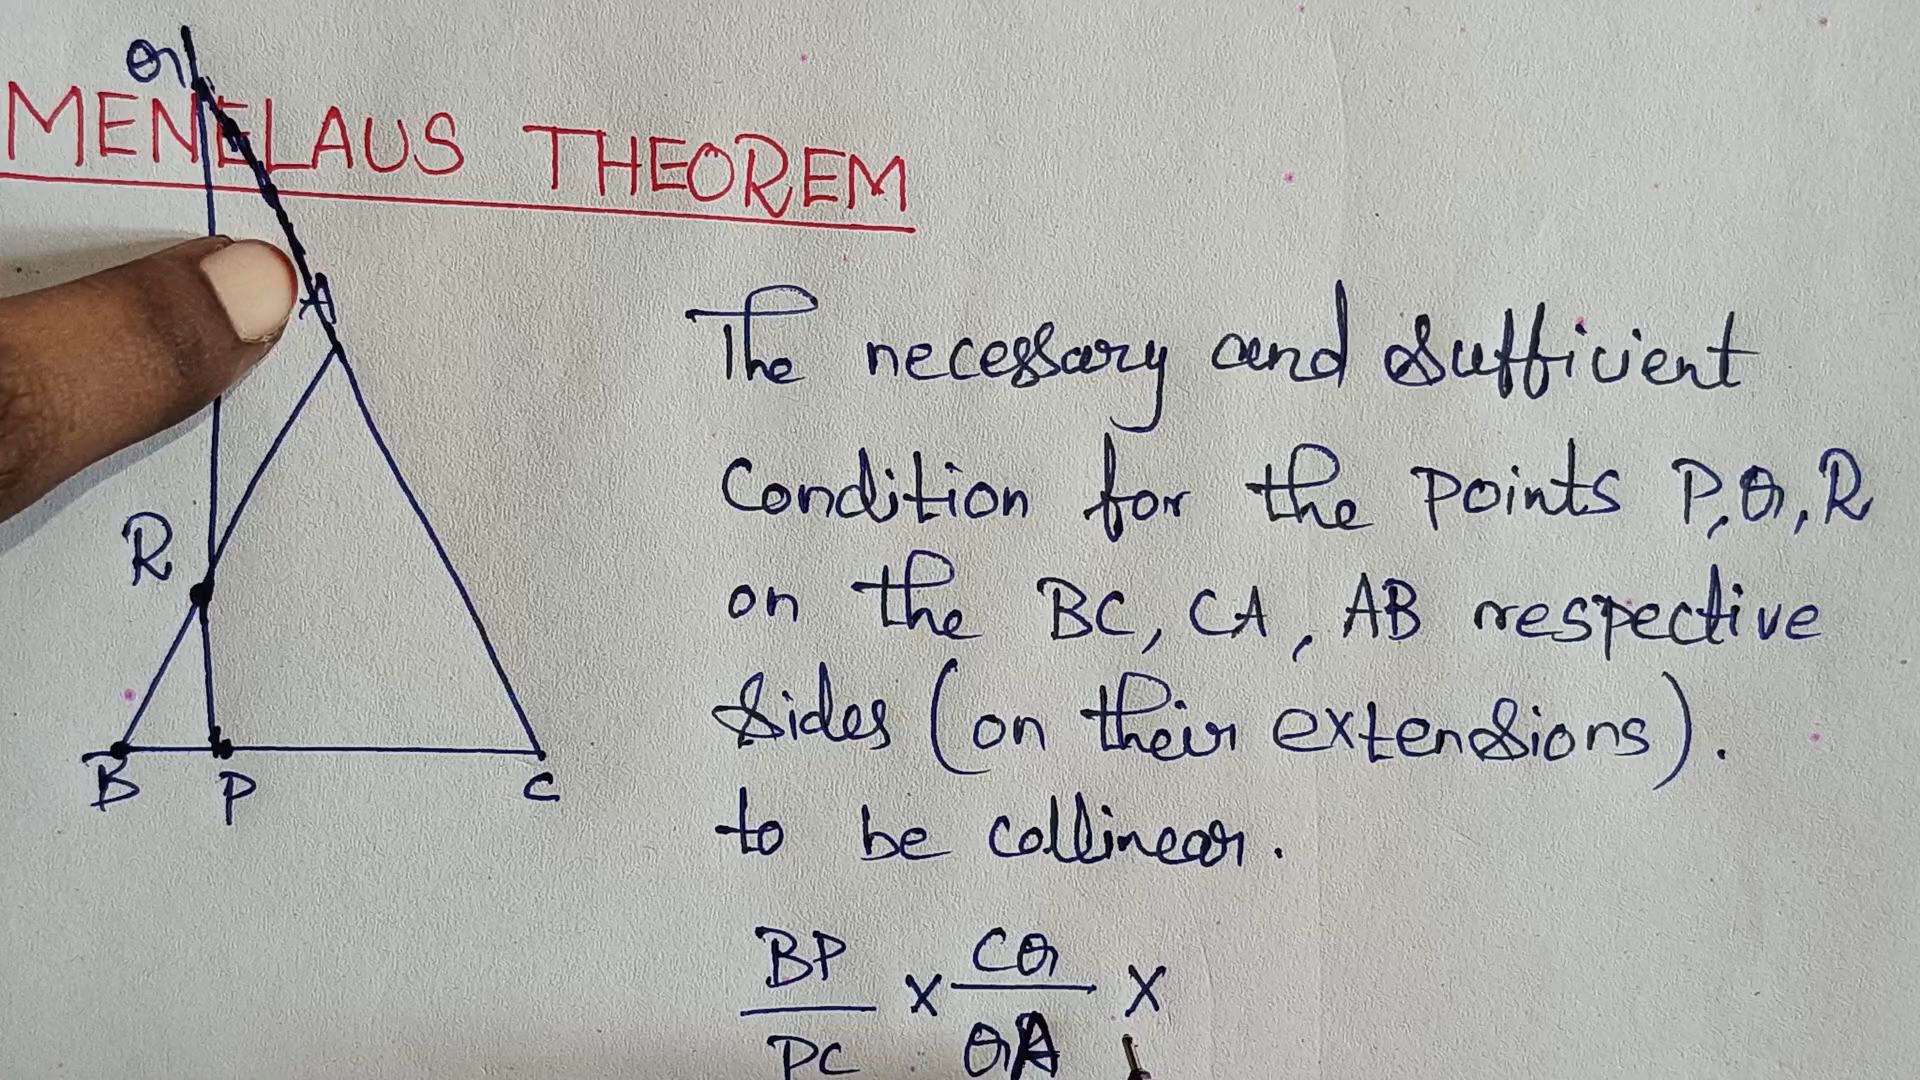 Q
MENELAUS THEOREM
A
R
B P C
The necessary and sufficient
Condition for the points P, Q, R
on the BC, CA, AB respective
sides (on their extensions).
to be collinear.
BP CQ
× ×
PC QA